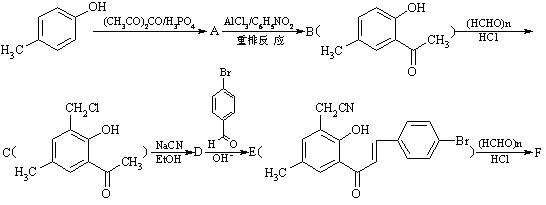 OH
H₃C
(CH₃CO)₂CO/H₃PO₄
A
AlCl₃/C₆H₅NO₂
重排反 应
B(
OH
H₃C
CH₃
O
)
(HCHO)n
HCl
C(
CH₂Cl
OH
H₃C
CH₃
O
)
NaCN
EtOH
D
Br
H
O
OH⁻
E(
CH₂CN
OH
H₃C
O
Br
)
(HCHO)n
HCl
F